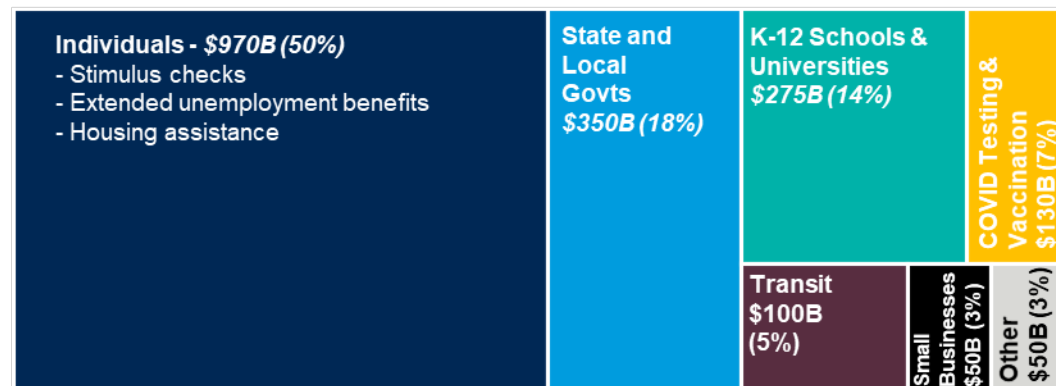 Individuals - $970B (50%)
- Stimulus checks
- Extended unemployment benefits
- Housing assistance
State and
Local
Govts
$350B (18%)
K-12 Schools &
Universities
$275B (14%)
COVID Testing &
Vaccination
$130B (7%)
Transit
$100B
(5%)
Small
Businesses
$50B (3%)
Other
$50B (3%)